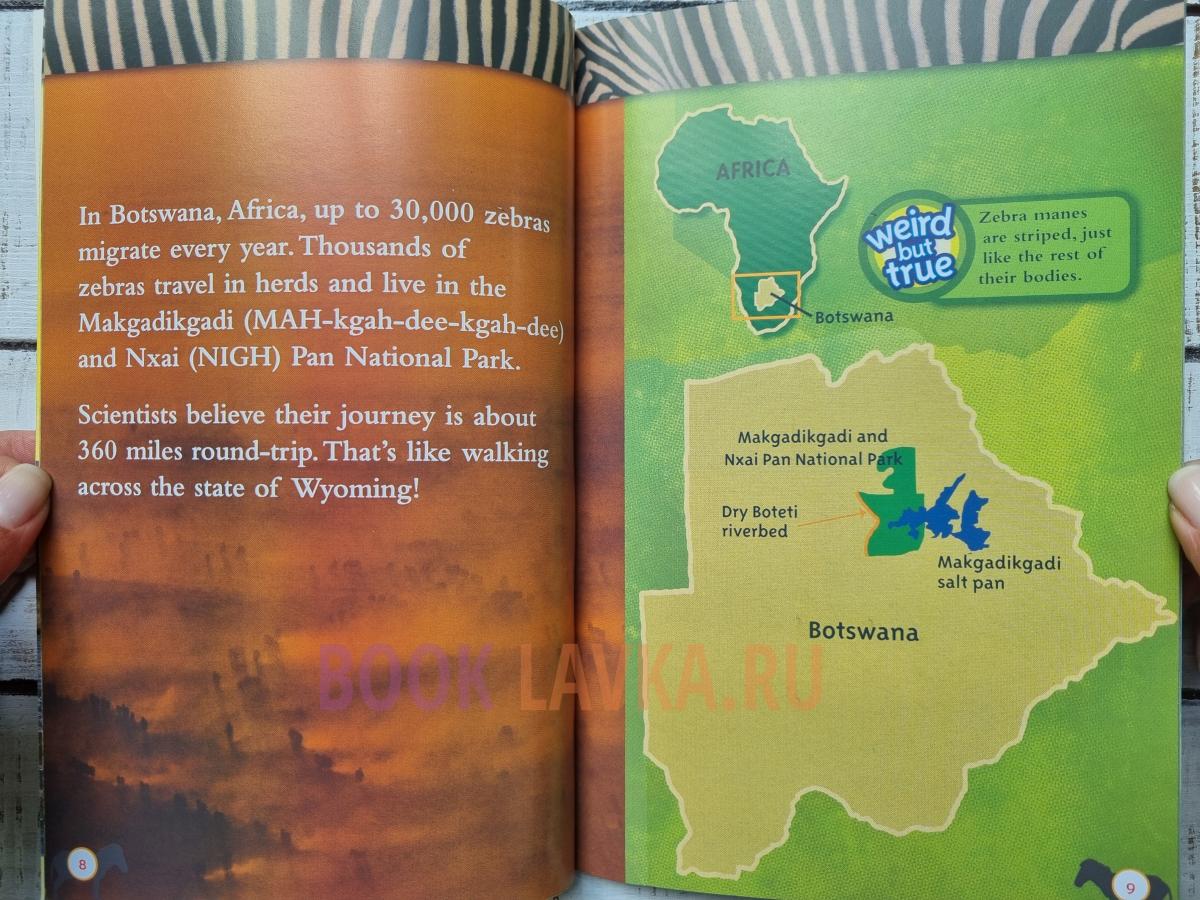 In Botswana, Africa, up to 30,000 zebras
migrate every year. Thousands of
zebras travel in herds and live in the
Makgadikgadi (MAH-kgah-dee-kgah-dee)
and Nxai (NIGH) Pan National Park.
Scientists believe their journey is about
360 miles round-trip. That's like walking
across the state of Wyoming!
8
AFRICA
Botswana
weird
but
true
Zebra manes
are striped, just
like the rest of
their bodies.
Makgadikgadi and
Nxai Pan National Park
Dry Boteti
riverbed
Makgadikgadi
salt pan
Botswana
9
BOOK LAVKA.RU